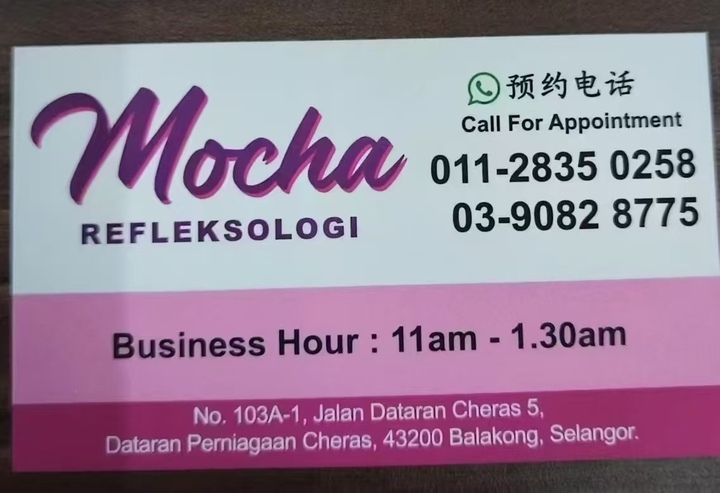 Mocha
REFLEKSOLOGI
预约电话
Call For Appointment
011-2835 0258
03-9082 8775
Business Hour : 11am - 1.30am
No. 103A-1, Jalan Dataran Cheras 5,
Dataran Perniagaan Cheras, 43200 Balakong, Selangor.